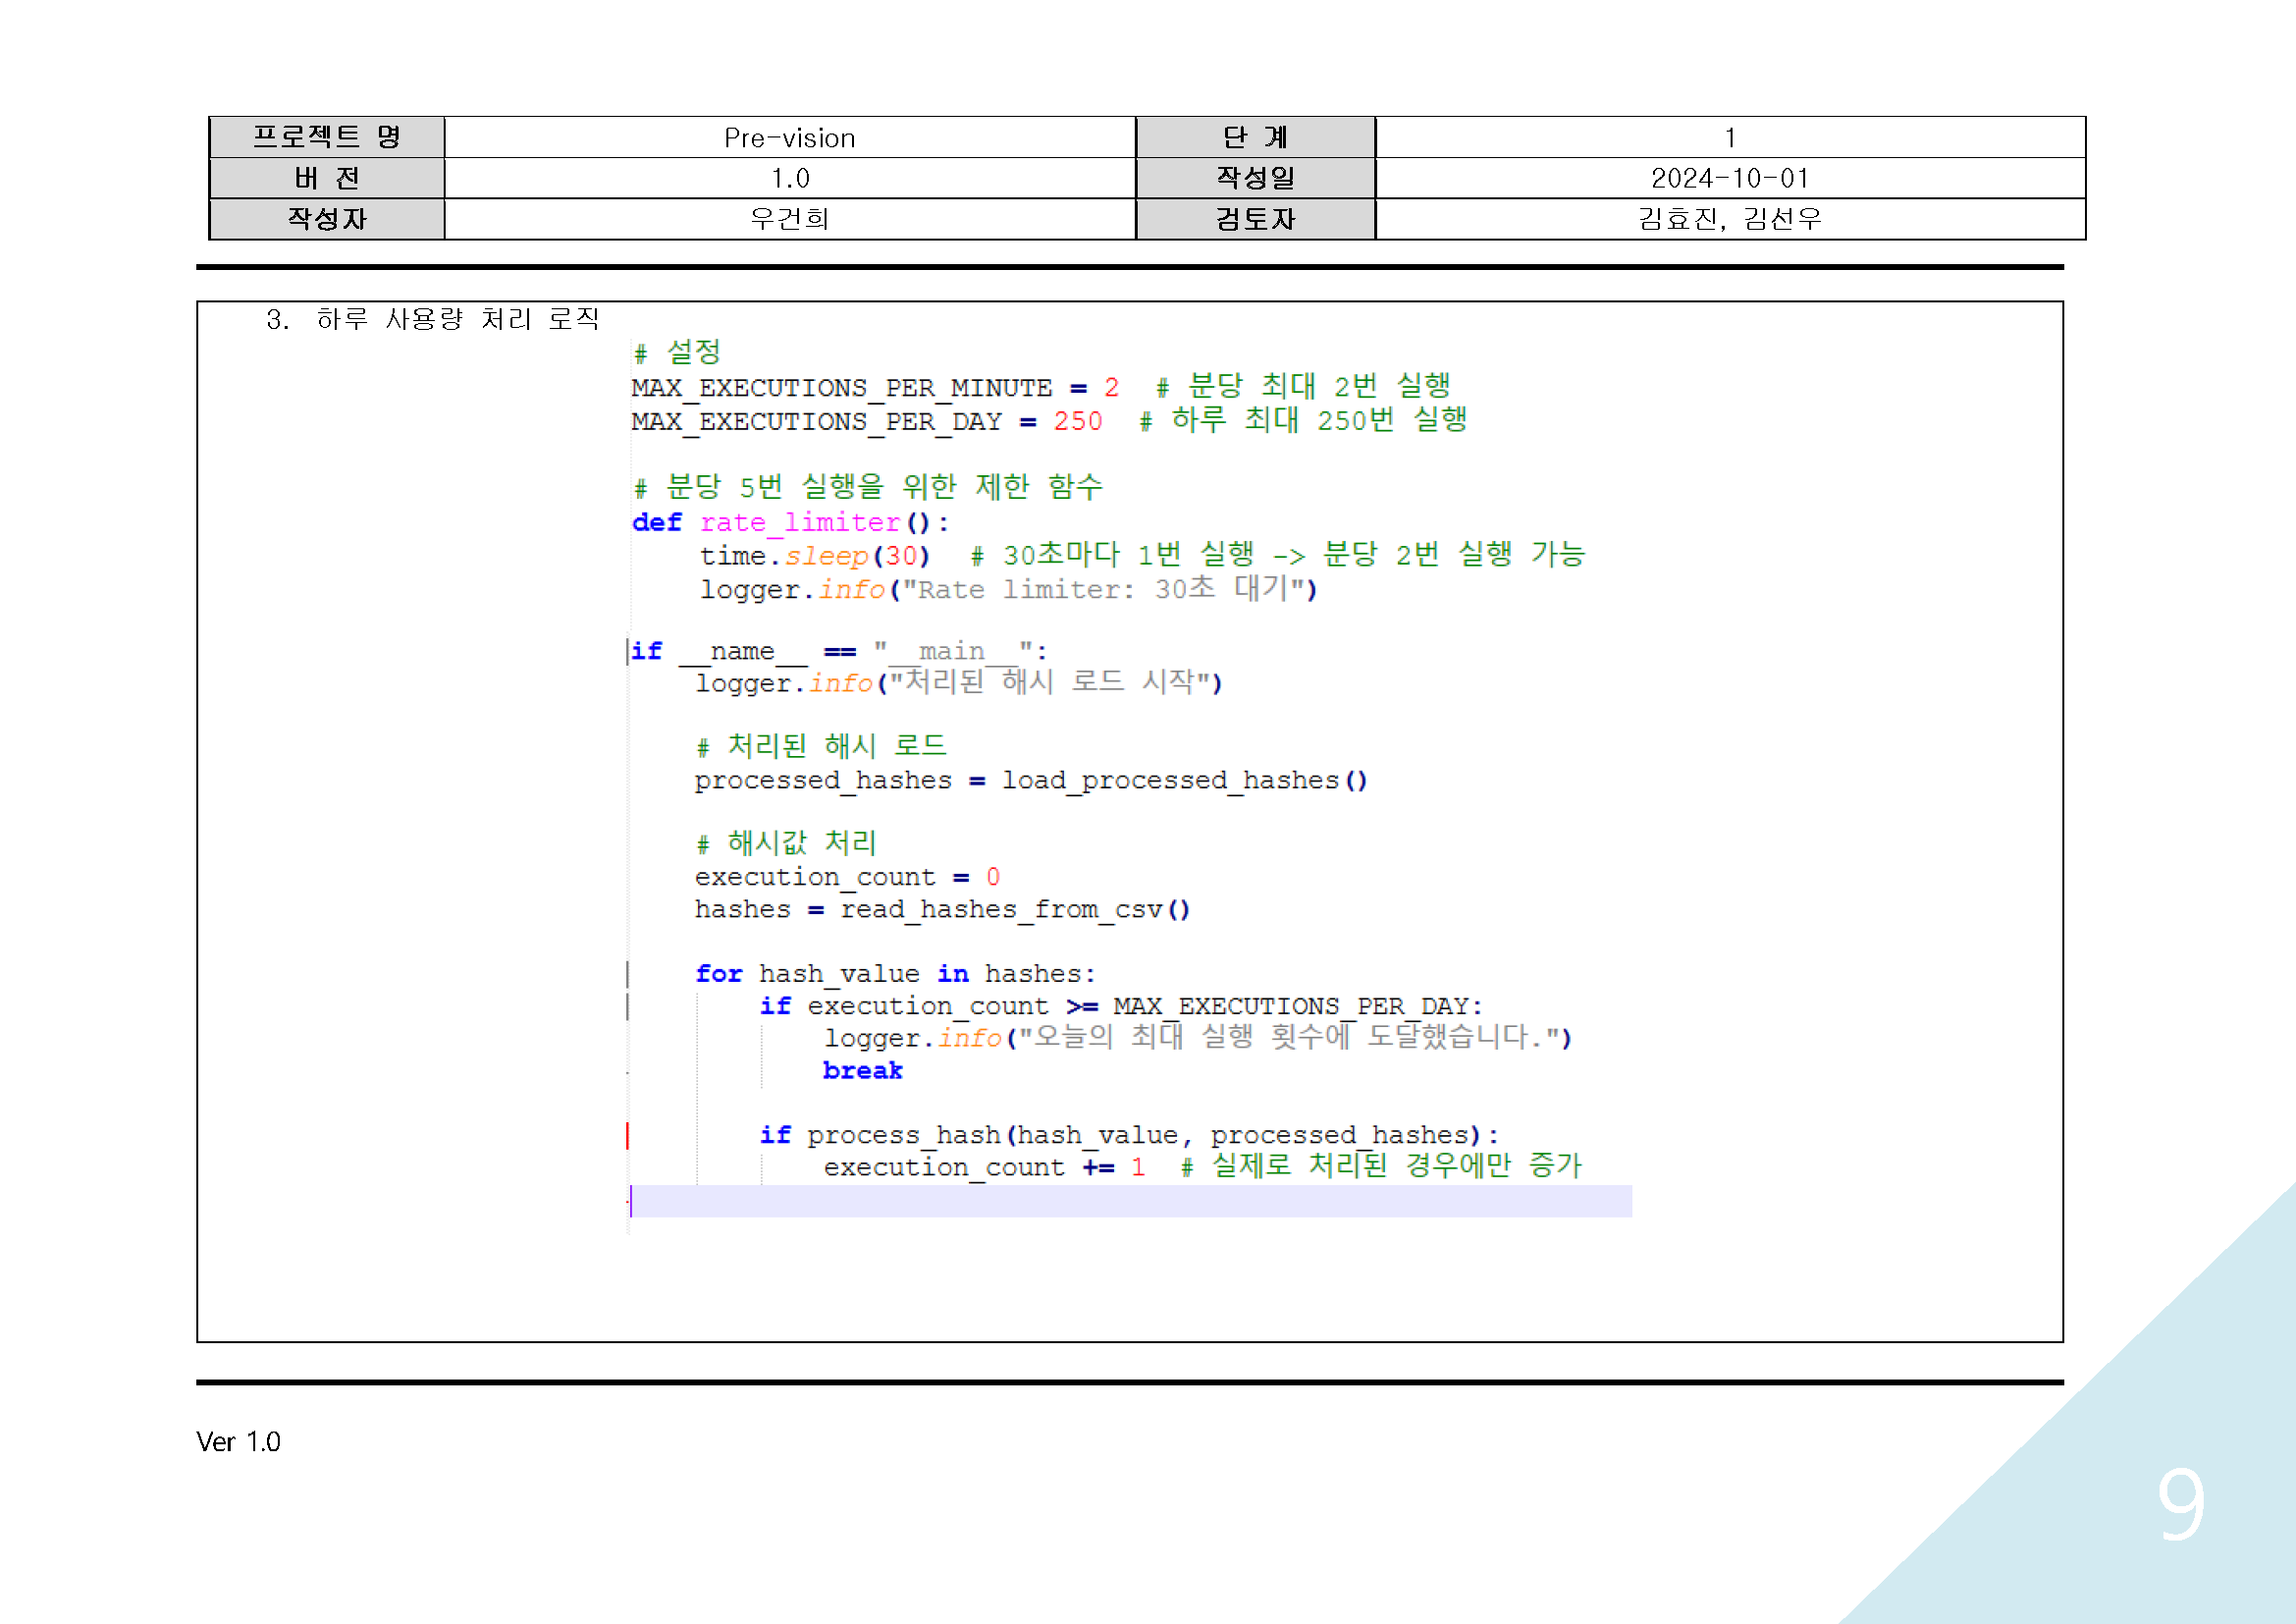 프로젝트 명 Pre-vision 단 계 1
버 전 1.0 작성일 2024-10-01
작성자 우건희 검토자 김효진, 김선우
3. 하루 사용량 처리 로직
# 설정
MAX_EXECUTIONS_PER_MINUTE = 2  # 분당 최대 2번 실행
MAX_EXECUTIONS_PER_DAY = 250  # 하루 최대 250번 실행
# 분당 5번 실행을 위한 제한 함수
def rate_limiter():
    time.sleep(30)  # 30초마다 1번 실행 -> 분당 2번 실행 가능
    logger.info("Rate limiter: 30초 대기")
if __name__ == "__main__":
    logger.info("처리된 해시 로드 시작")
    # 처리된 해시 로드
    processed_hashes = load_processed_hashes()
    # 해시값 처리
    execution_count = 0
    hashes = read_hashes_from_csv()
    for hash_value in hashes:
        if execution_count >= MAX_EXECUTIONS_PER_DAY:
            logger.info("오늘의 최대 실행 횟수에 도달했습니다.")
            break
        if process_hash(hash_value, processed_hashes):
            execution_count += 1  # 실제로 처리된 경우에만 증가
Ver 1.0
9